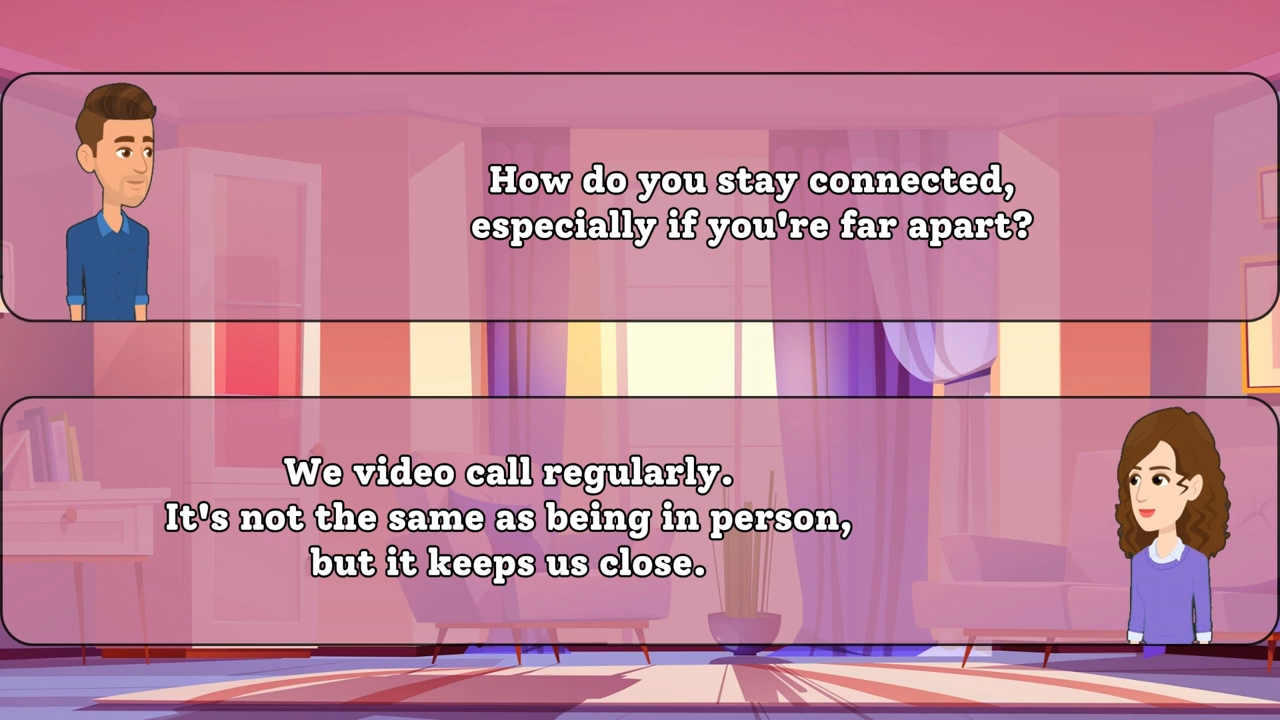 How do you stay connected,
especially if you're far apart?
We video call regularly.
It's not the same as being in person,
but it keeps us close.